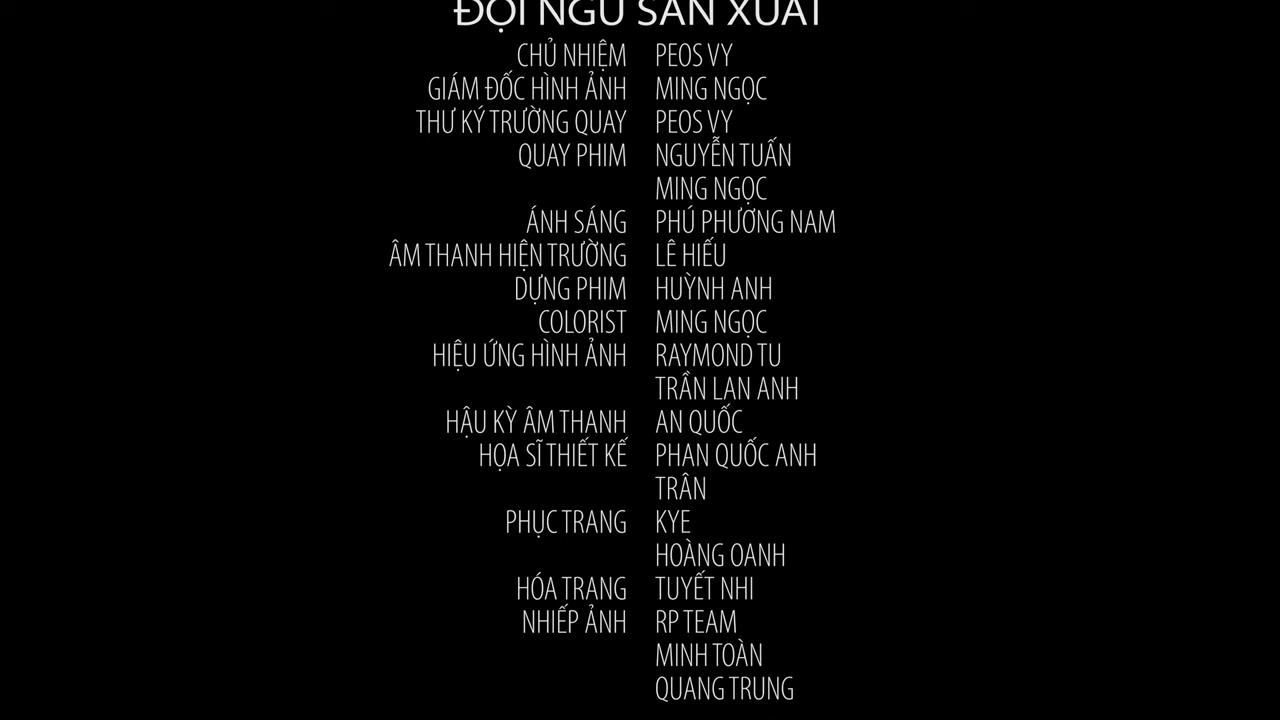 ĐỘI NGŨ SẢN XUẤT
CHỦ NHIỆM PEOS VY
GIÁM ĐỐC HÌNH ẢNH MING NGỌC
THƯ KÝ TRƯỜNG QUAY PEOS VY
QUAY PHIM NGUYỄN TUẤN
MING NGỌC
ÁNH SÁNG PHÚ PHƯƠNG NAM
ÂM THANH HIỆN TRƯỜNG LÊ HIẾU
DỰNG PHIM HUỲNH ANH
COLORIST MING NGỌC
HIỆU ỨNG HÌNH ẢNH RAYMOND TU
TRẦN LAN ANH
HẬU KỲ ÂM THANH AN QUỐC
HỌA SĨ THIẾT KẾ PHAN QUỐC ANH
TRÂN
PHỤC TRANG KYE
HOÀNG OANH
HÓA TRANG TUYẾT NHI
NHIẾP ẢNH RP TEAM
MINH TOÀN
QUANG TRUNG